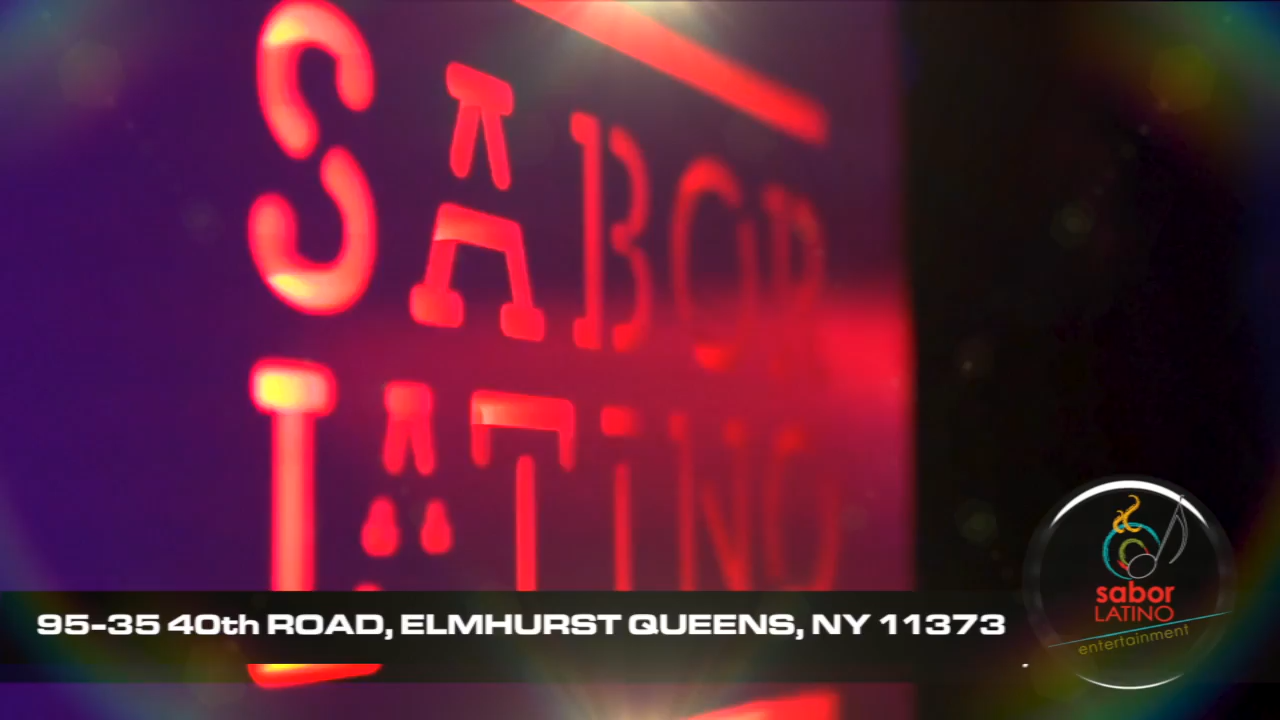 SABOR
LATINO
95-35 40th ROAD, ELMHURST QUEENS, NY 11373
sabor
LATINO
entertainment